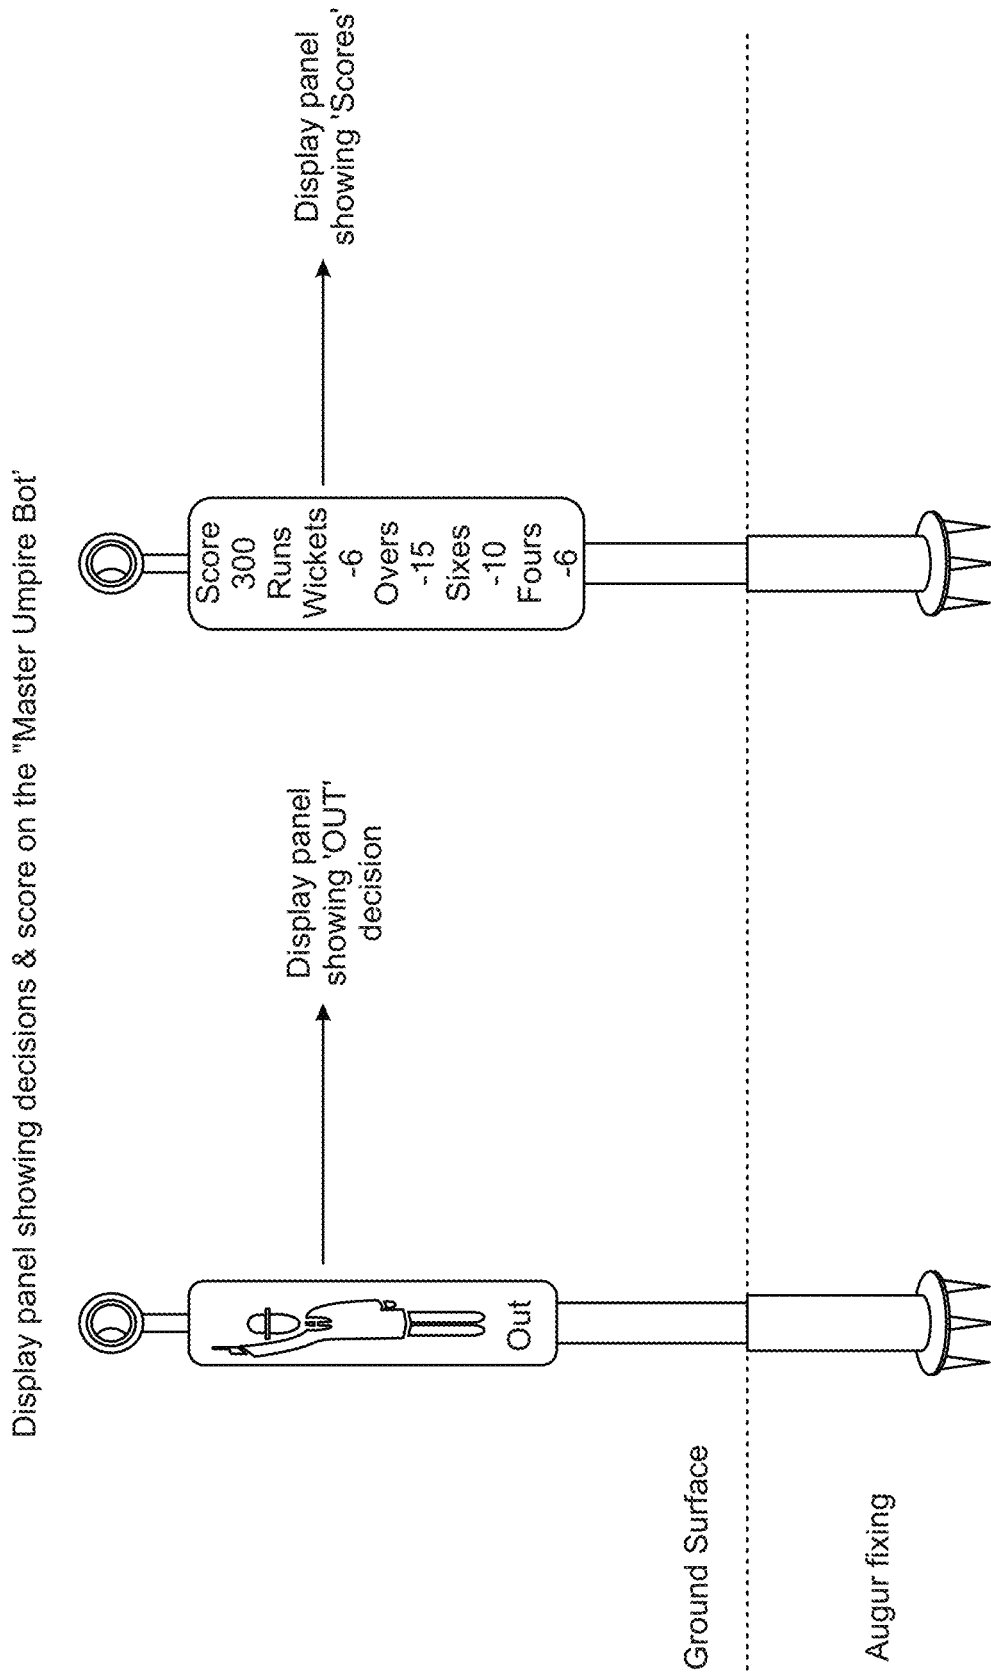 Display panel showing decisions & score on the "Master Umpire Bot'
Out
Display panel
showing 'OUT'
decision
Score
300
Runs
Wickets
-6
Overs
-15
Sixes
-10
Fours
-6
Display panel
showing 'Scores'
Ground Surface
Augur fixing